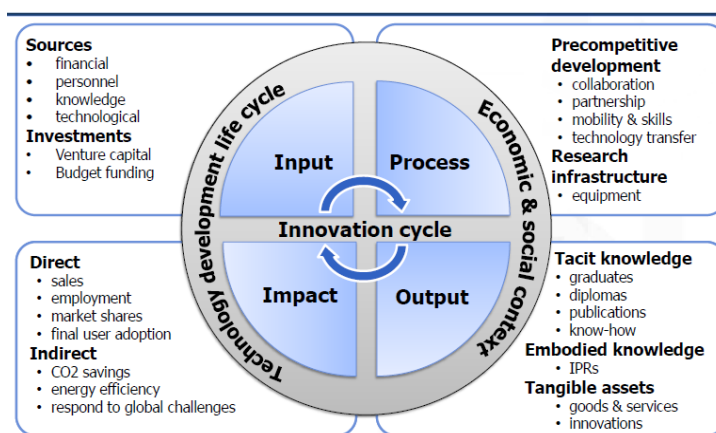 Sources
• financial
• personnel
• knowledge
• technological
Investments
• Venture capital
• Budget funding
Precompetitive
development
• collaboration
• partnership
• mobility & skills
• technology transfer
Research
infrastructure
• equipment
Technology development life cycle
Economic & social context
Input
Process
Innovation cycle
Impact
Output
Direct
• sales
• employment
• market shares
• final user adoption
Indirect
• CO2 savings
• energy efficiency
• respond to global challenges
Tacit knowledge
• graduates
• diplomas
• publications
• know-how
Embodied knowledge
• IPRs
Tangible assets
• goods & services
• innovations